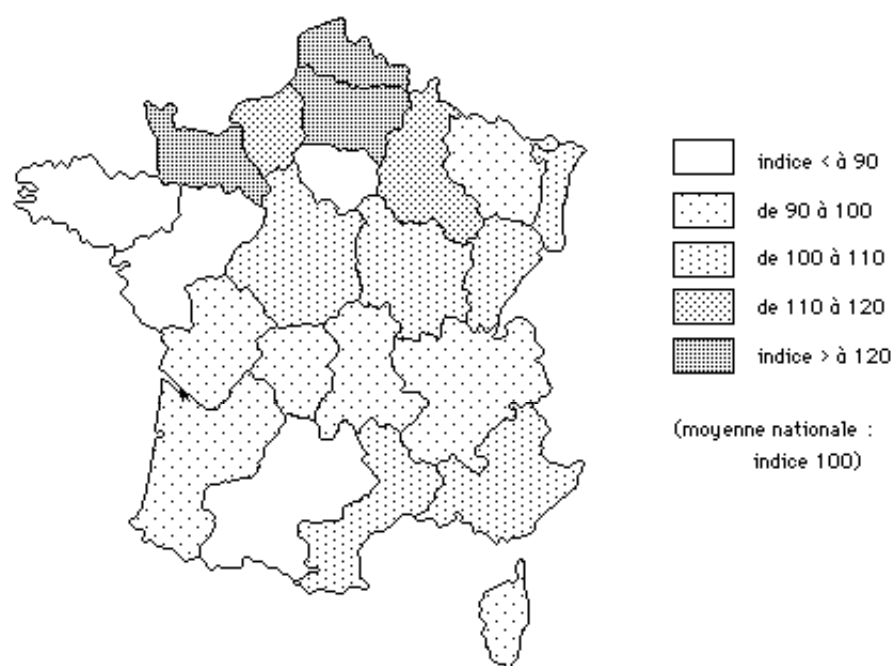 indice < à 90
de 90 à 100
de 100 à 110
de 110 à 120
indice > à 120
(moyenne nationale :
indice 100)